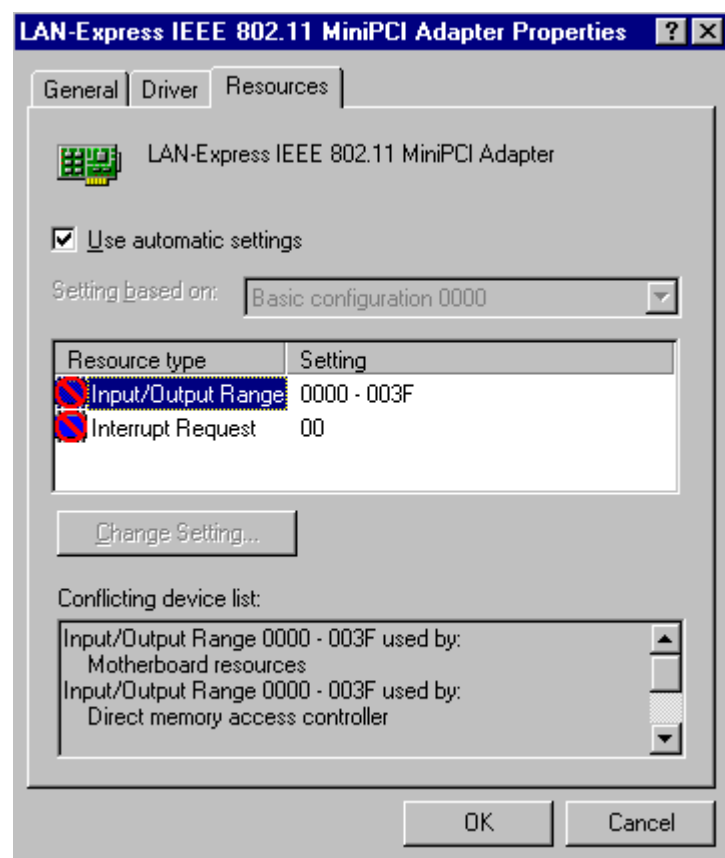 LAN-Express IEEE 802.11 MiniPCI Adapter Properties
General Driver Resources
LAN-Express IEEE 802.11 MiniPCI Adapter
Use automatic settings
Setting based on: Basic configuration 0000
Resource type Setting
Input/Output Range 0000 - 003F
Interrupt Request 00
Change Setting...
Conflicting device list:
Input/Output Range 0000 - 003F used by:
Motherboard resources
Input/Output Range 0000 - 003F used by:
Direct memory access controller
OK Cancel